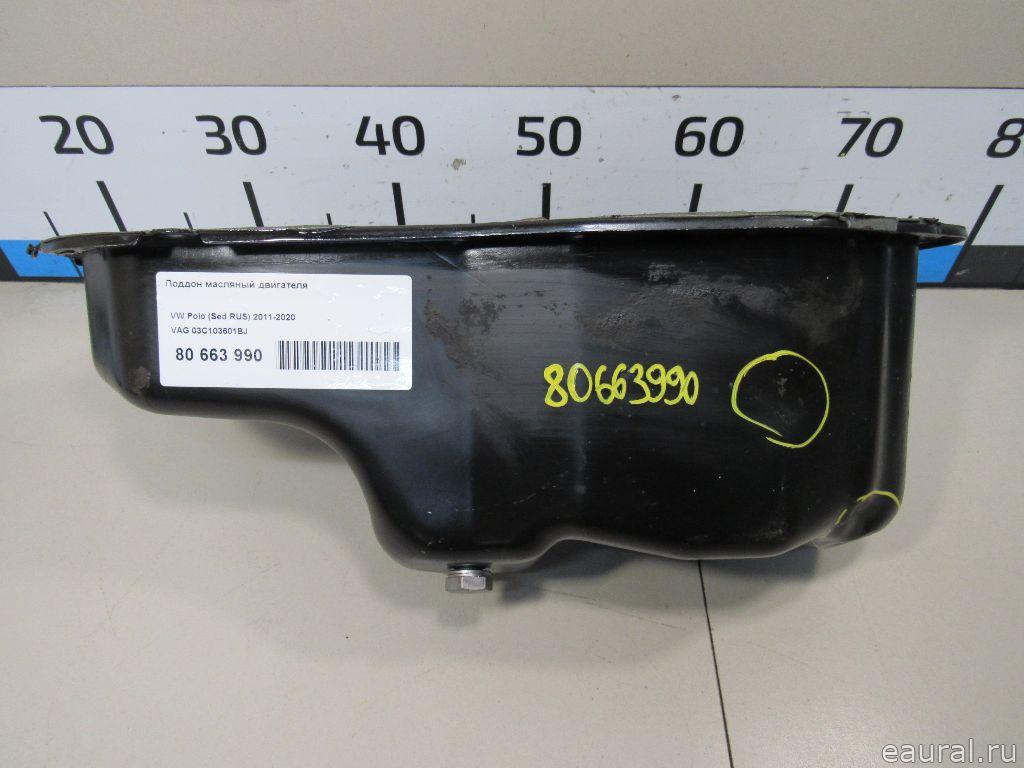 20 30 40 50 60 70 8
Поддон масляный двигателя
VW Polo (Sed RUS) 2011-2020
VAG 03C103601BJ
80 663 990
80663990
eaural.ru